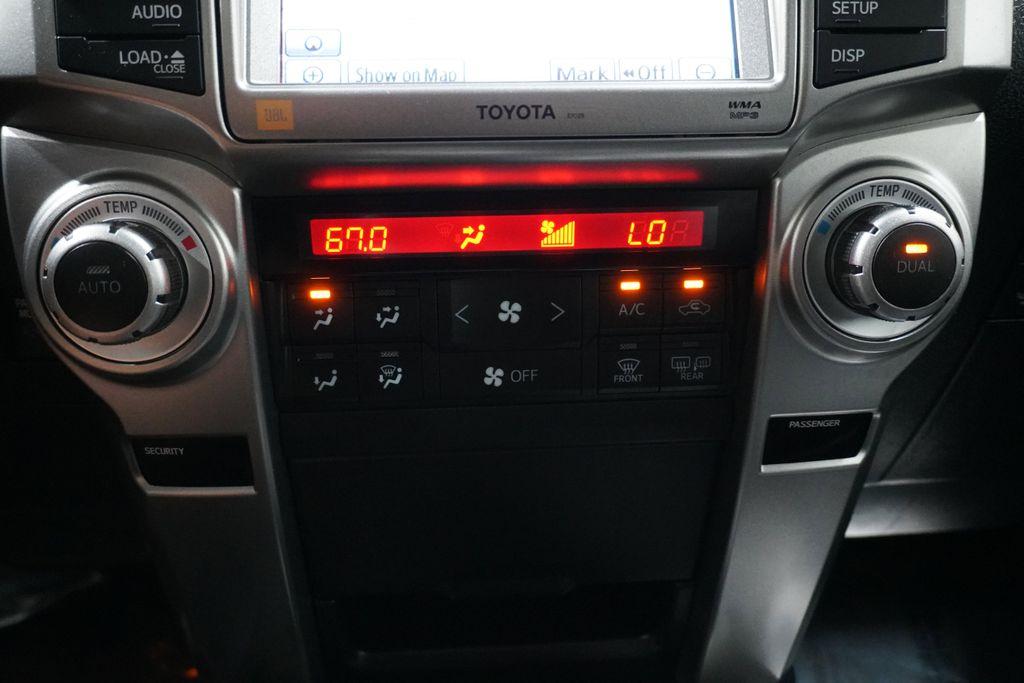 AUDIO
LOAD
CLOSE
SETUP
DISP
Show on Map
Mark
Off
JBL
TOYOTA
WMA
MP3
TEMP
AUTO
67.0
LO
TEMP
DUAL
A/C
OFF
FRONT
REAR
SECURITY
PASSENGER